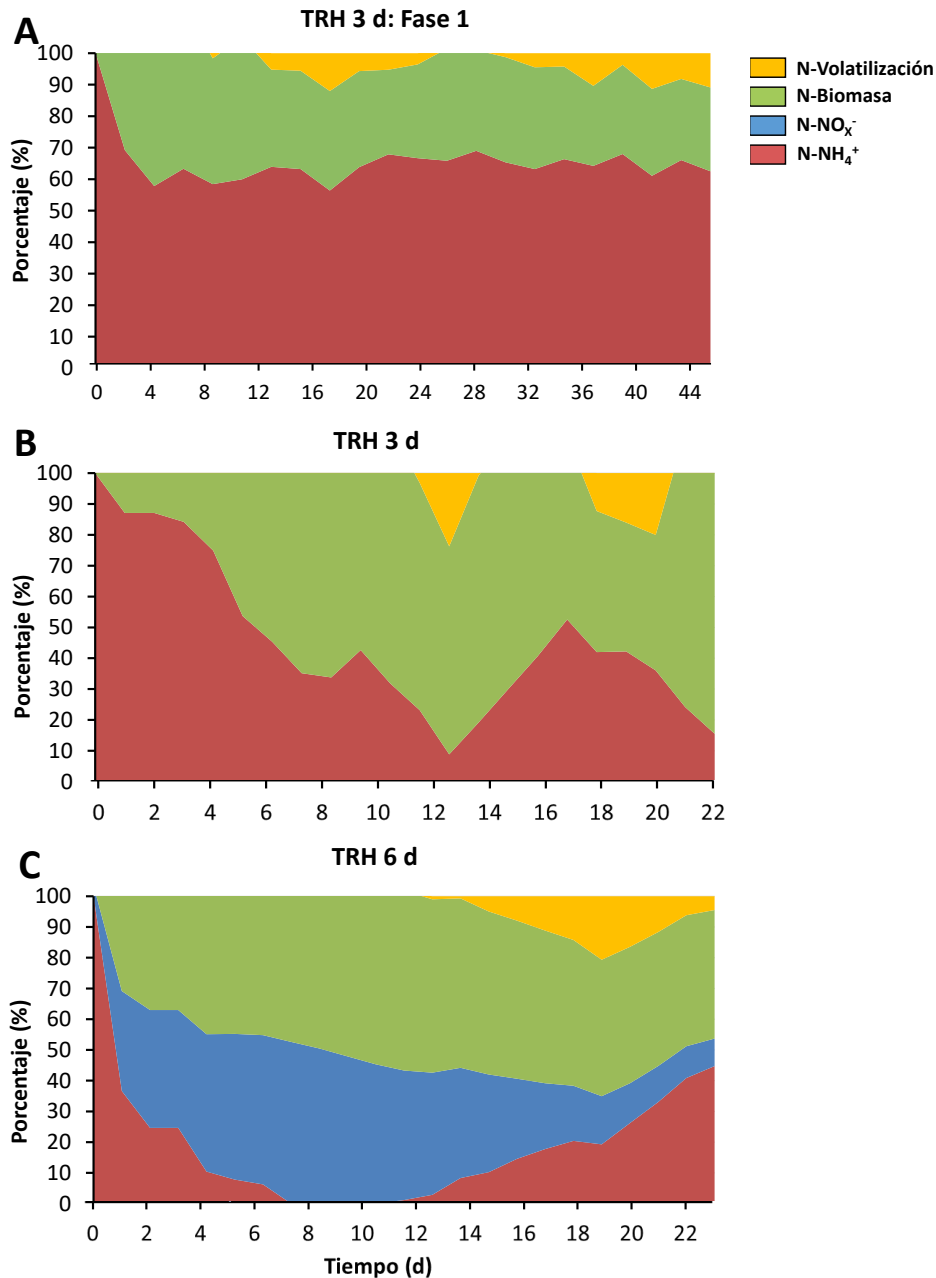 A
TRH 3 d: Fase 1
Porcentaje (%)
100
90
80
70
60
50
40
30
20
10
0
0 4 8 12 16 20 24 28 32 36 40 44
N-Volatilización
N-Biomasa
N-NOX-
N-NH4+
B
TRH 3 d
Porcentaje (%)
100
90
80
70
60
50
40
30
20
10
0
0 2 4 6 8 10 12 14 16 18 20 22
C
TRH 6 d
Porcentaje (%)
100
90
80
70
60
50
40
30
20
10
0
0 2 4 6 8 10 12 14 16 18 20 22
Tiempo (d)